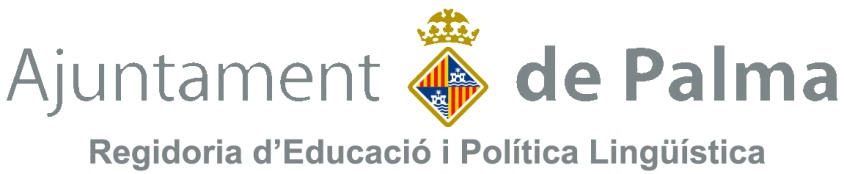 Ajuntament de Palma
Regidoria d'Educació i Política Lingüística